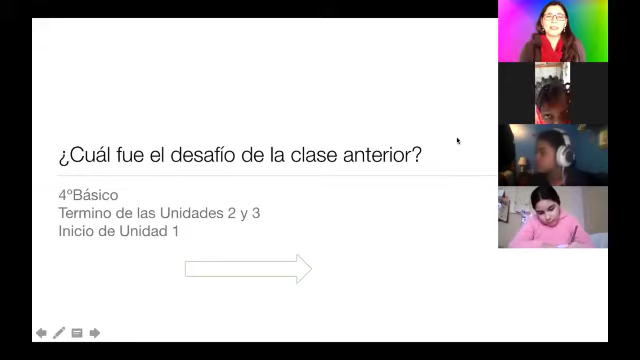 ¿Cuál fue el desafío de la clase anterior?
4ºBásico
Termino de las Unidades 2 y 3
Inicio de Unidad 1